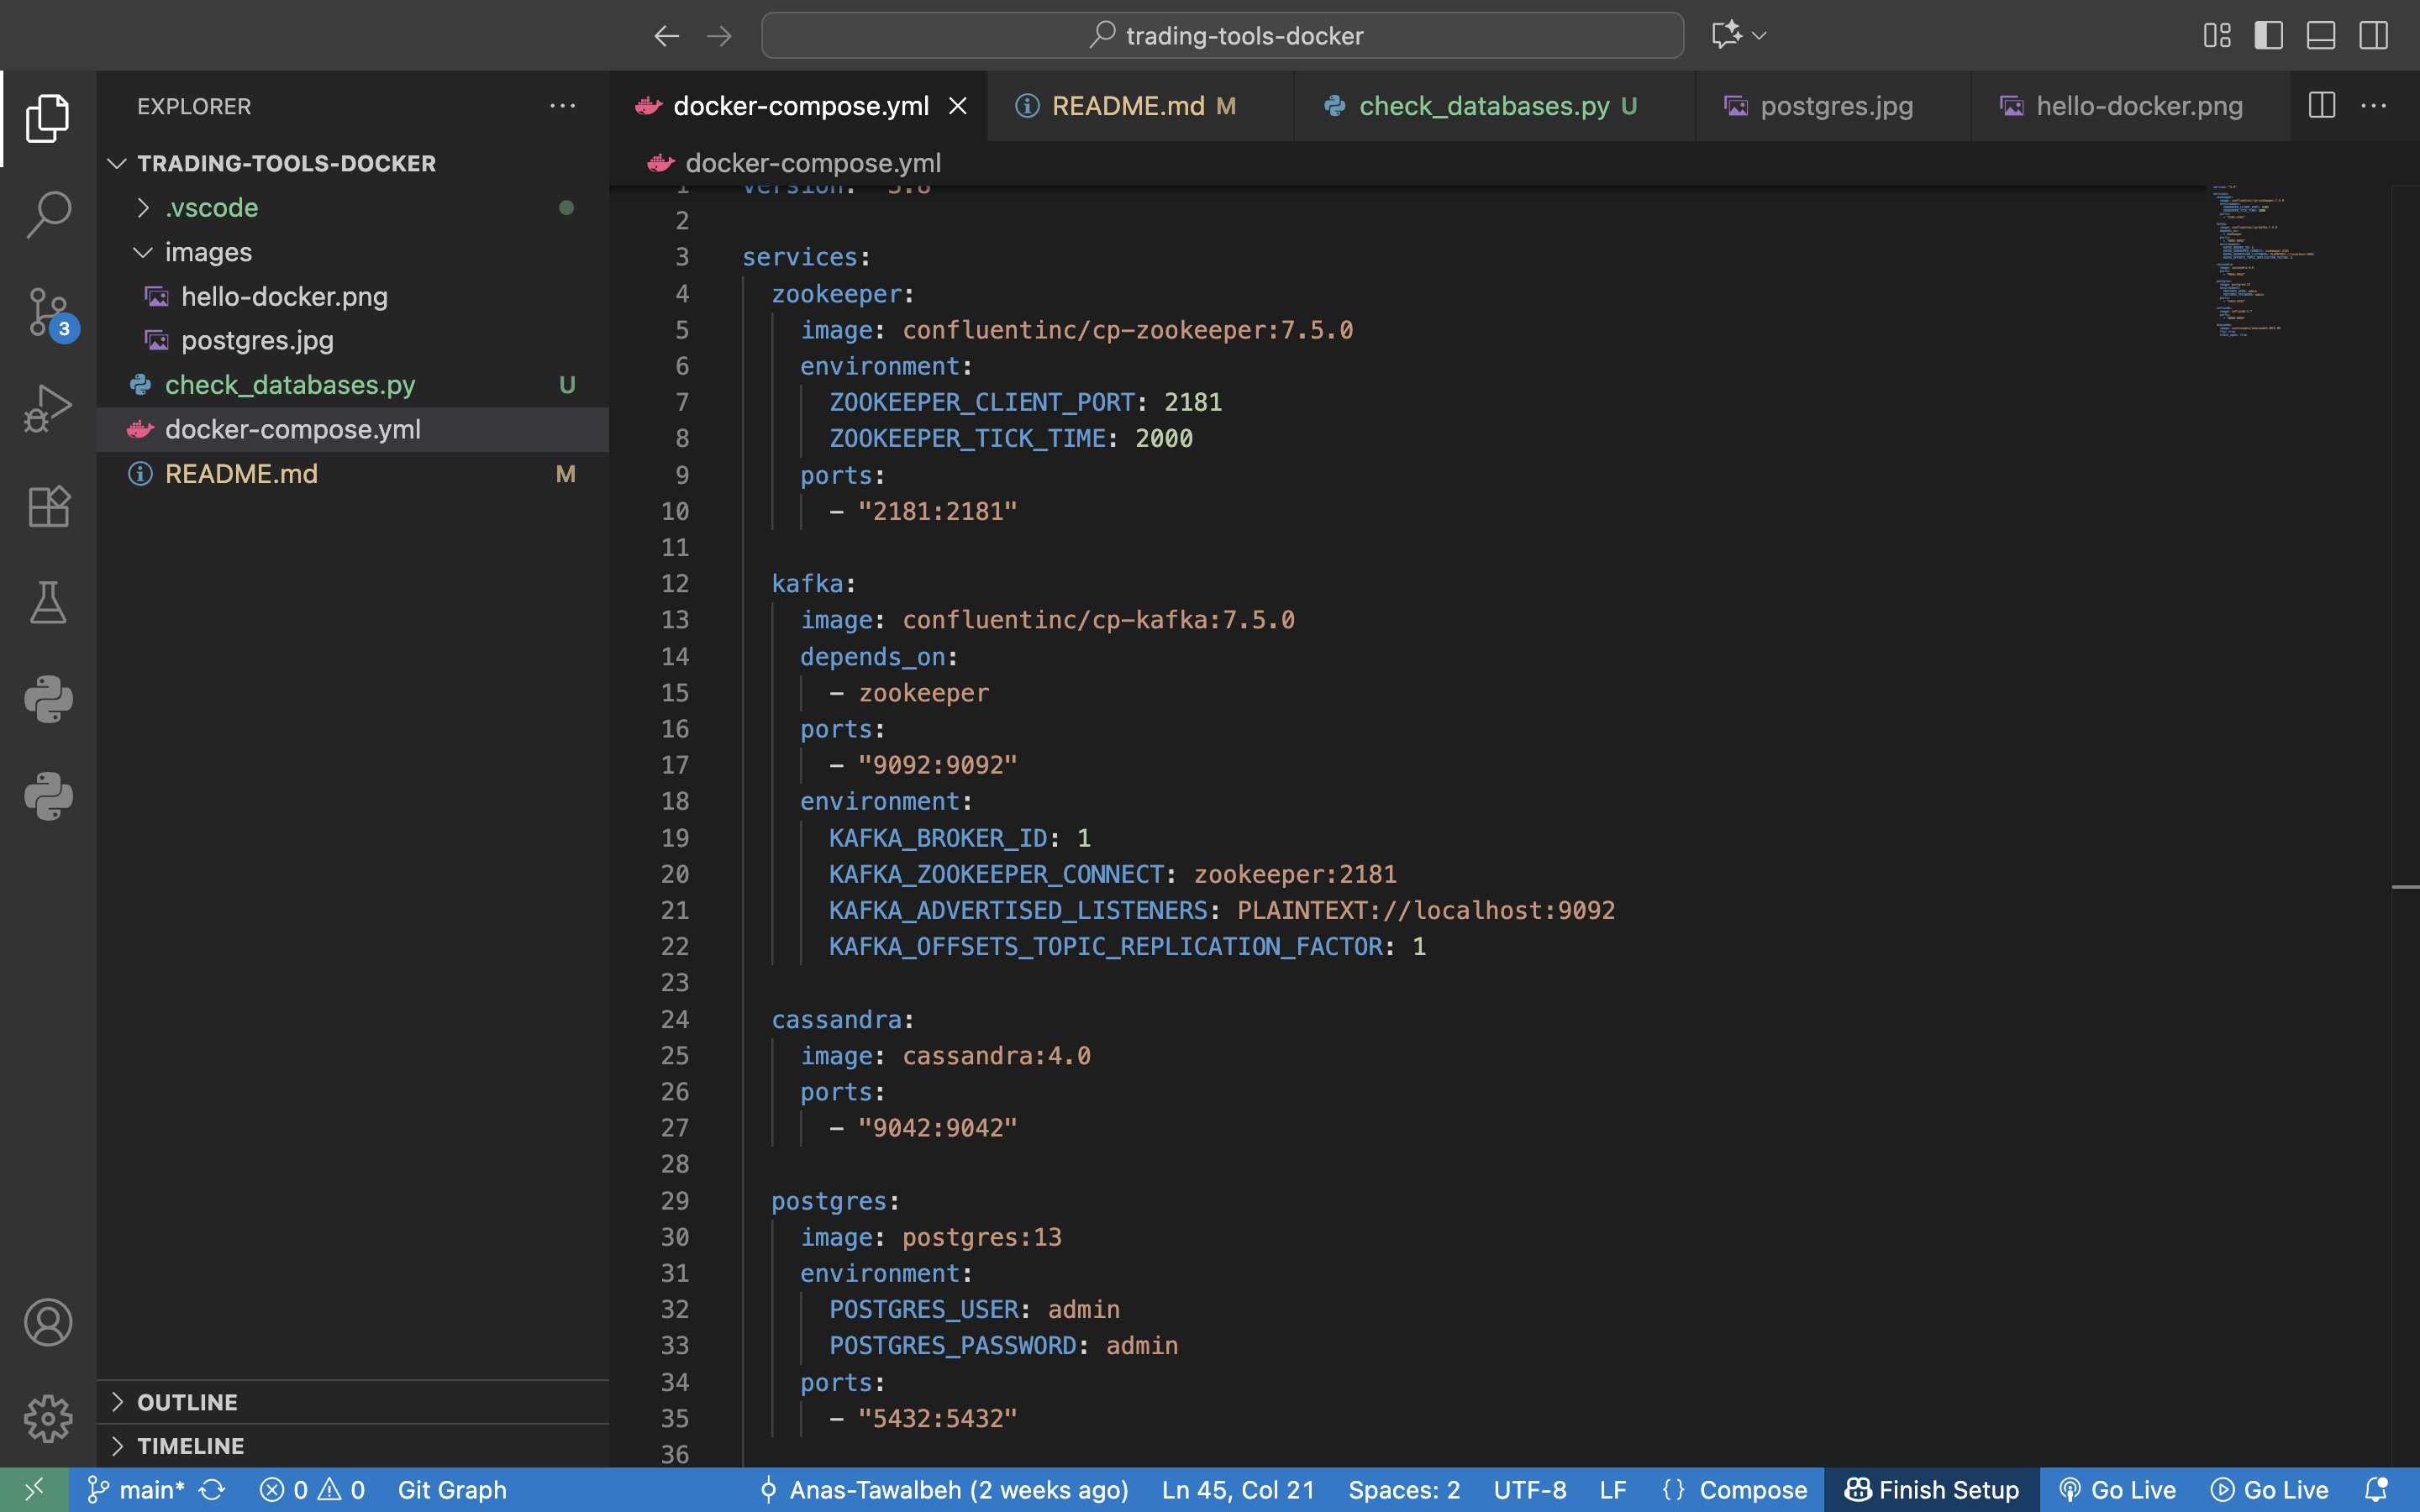 trading-tools-docker
EXPLORER
TRADING-TOOLS-DOCKER
.vscode
images
hello-docker.png
postgres.jpg
check_databases.py U
docker-compose.yml
README.md M
OUTLINE
TIMELINE
3
docker-compose.yml
README.md M
check_databases.py U
postgres.jpg
hello-docker.png
docker-compose.yml
1 version: "3.8"
2
3 services:
4   zookeeper:
5     image: confluentinc/cp-zookeeper:7.5.0
6     environment:
7       ZOOKEEPER_CLIENT_PORT: 2181
8       ZOOKEEPER_TICK_TIME: 2000
9     ports:
10       - "2181:2181"
11
12   kafka:
13     image: confluentinc/cp-kafka:7.5.0
14     depends_on:
15       - zookeeper
16     ports:
17       - "9092:9092"
18     environment:
19       KAFKA_BROKER_ID: 1
20       KAFKA_ZOOKEEPER_CONNECT: zookeeper:2181
21       KAFKA_ADVERTISED_LISTENERS: PLAINTEXT://localhost:9092
22       KAFKA_OFFSETS_TOPIC_REPLICATION_FACTOR: 1
23
24   cassandra:
25     image: cassandra:4.0
26     ports:
27       - "9042:9042"
28
29   postgres:
30     image: postgres:13
31     environment:
32       POSTGRES_USER: admin
33       POSTGRES_PASSWORD: admin
34     ports:
35       - "5432:5432"
36
main* 0 0 Git Graph Anas-Tawalbeh (2 weeks ago) Ln 45, Col 21 Spaces: 2 UTF-8 LF {} Compose Finish Setup Go Live Go Live